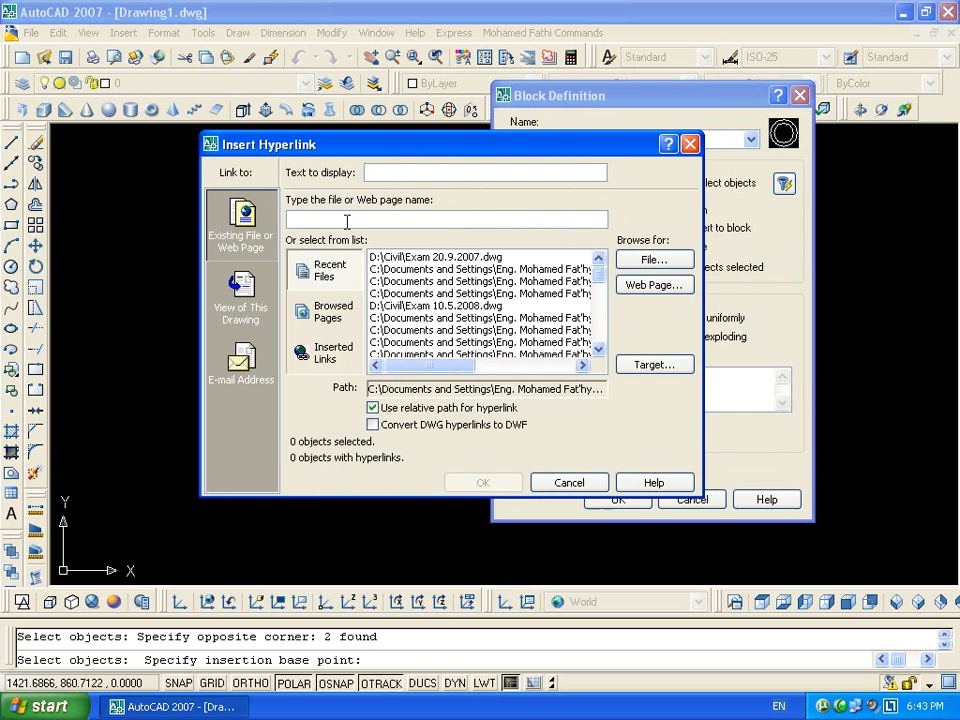 AutoCAD 2007 - [Drawing1.dwg]
File Edit View Insert Format Tools Draw Dimension Modify Window Help Express Mohamed Fathi Commands
Standard ISO-25 Standard
0 ByLayer ByColor
Block Definition
Name:
Insert Hyperlink
Link to:
Text to display:
Type the file or Web page name:
Existing File or
Web Page
Or select from list:
Browse for:
Recent
Files
Browsed
Pages
Inserted
Links
D:\Civil\Exam 20.9.2007.dwg
C:\Documents and Settings\Eng. Mohamed Fat'hy
C:\Documents and Settings\Eng. Mohamed Fat'hy
C:\Documents and Settings\Eng. Mohamed Fat'hy
D:\Civil\Exam 10.5.2008.dwg
C:\Documents and Settings\Eng. Mohamed Fat'hy
C:\Documents and Settings\Eng. Mohamed Fat'hy
C:\Documents and Settings\Eng. Mohamed Fat'hy
C:\Documents and Settings\Eng. Mohamed Fat'hy
File...
Web Page...
Target...
View of This
Drawing
E-mail Address
Path: C:\Documents and Settings\Eng. Mohamed Fat'hy...
Use relative path for hyperlink
Convert DWG hyperlinks to DWF
0 objects selected.
0 objects with hyperlinks.
OK Cancel Help
elect objects
to block
ects selected
uniformly
exploding
OK Cancel Help
Y
X
World
Select objects: Specify opposite corner: 2 found
Select objects: Specify insertion base point:
1421.6866, 860.7122, 0.0000 SNAP GRID ORTHO POLAR OSNAP OTRACK DUCS DYN LWT
start AutoCAD 2007 - [Dra... EN 6:43 PM